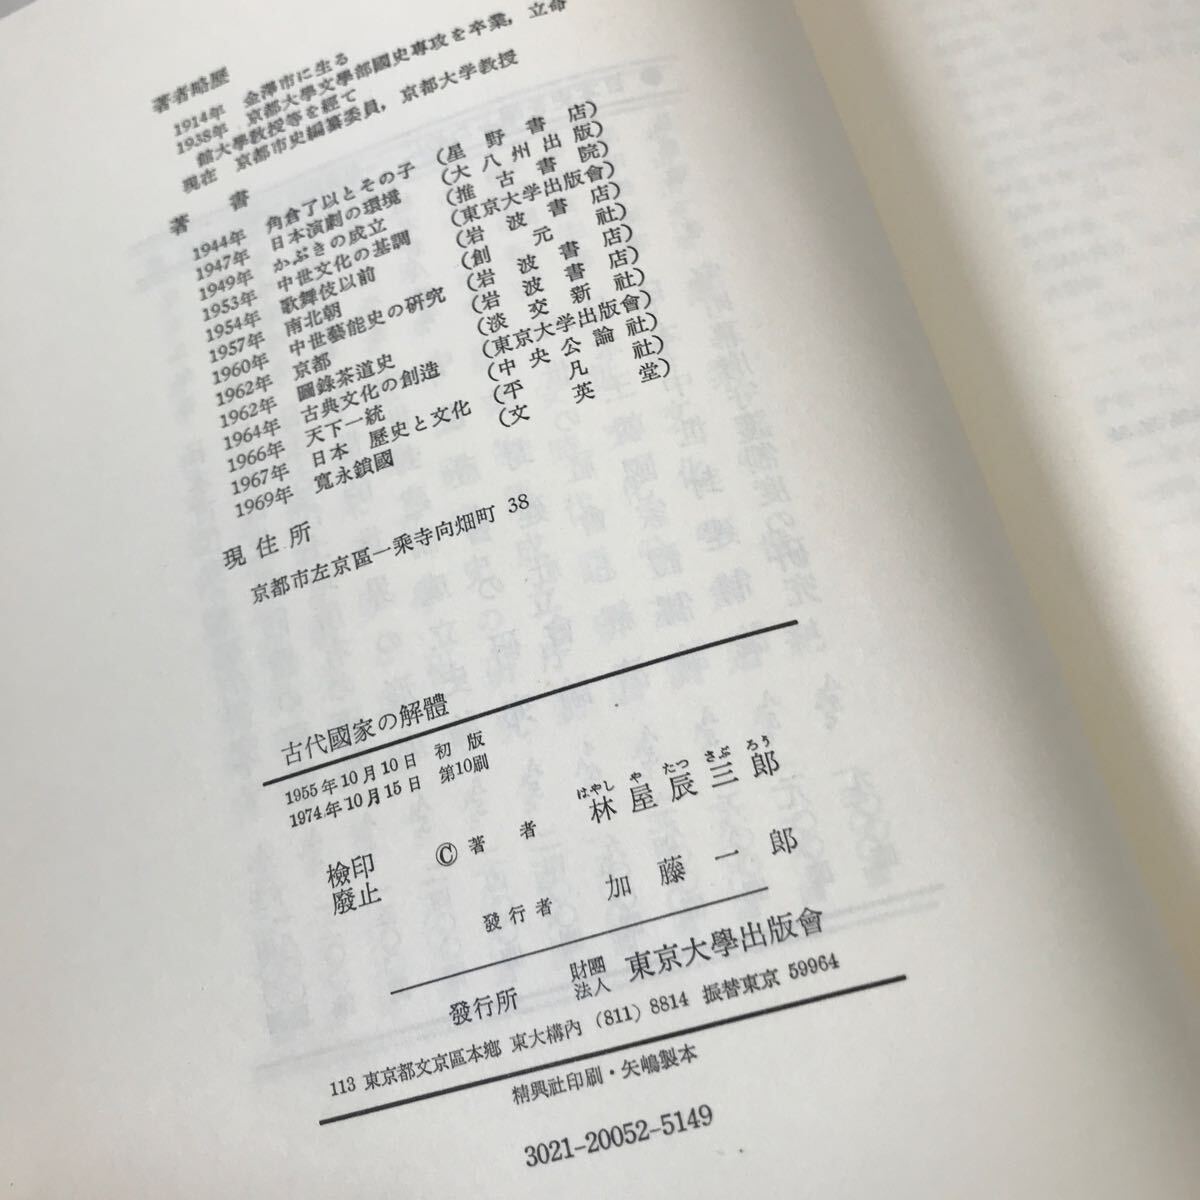 著者略歴
1914年 金澤市に生る
1938年 京都大學文學部國史専攻を卒業，立命
館大學教授等を經て
現在 京都市史編纂委員，京都大学教授
著書
1944年 角倉了以とその子 (星野書店)
1947年 日本演劇の環境 (大八州出版)
1949年 かぶきの成立 (推古書院)
1953年 中世文化の基調 (東京大学出版會)
1954年 歌舞伎以前 (岩波書店)
1957年 南北朝 (創元社)
1960年 中世藝能史の研究 (岩波書店)
1962年 京都 (岩波書店)
1962年 圖錄茶道史 (淡交新社)
1964年 古典文化の創造 (東京大学出版會)
1966年 天下一統 (中央公論社)
1967年 日本 歴史と文化 (平凡社)
1969年 寛永鎖國 (文英堂)
現住所
京都市左京區一乘寺向畑町 38
古代國家の解體
1955年10月10日 初版
1974年10月15日 第10刷
檢印
廢止
© 著者 林屋辰三郎
はやし や たつ さぶ ろう
發行者 加藤一郎
發行所 財團法人 東京大學出版會
113 東京都文京區本郷 東大構內 (811) 8814 振替東京 59964
精興社印刷・矢嶋製本
3021-20052-5149